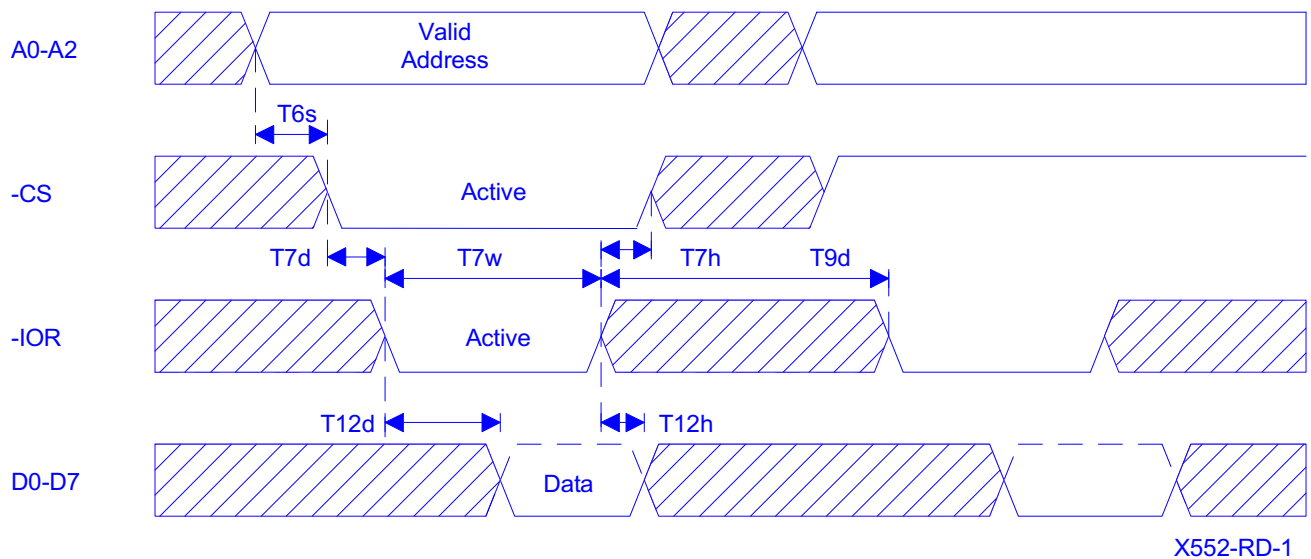 A0-A2
Valid
Address
T6s
-CS
Active
T7d
T7w
T7h
T9d
-IOR
Active
T12d
T12h
D0-D7
Data
X552-RD-1